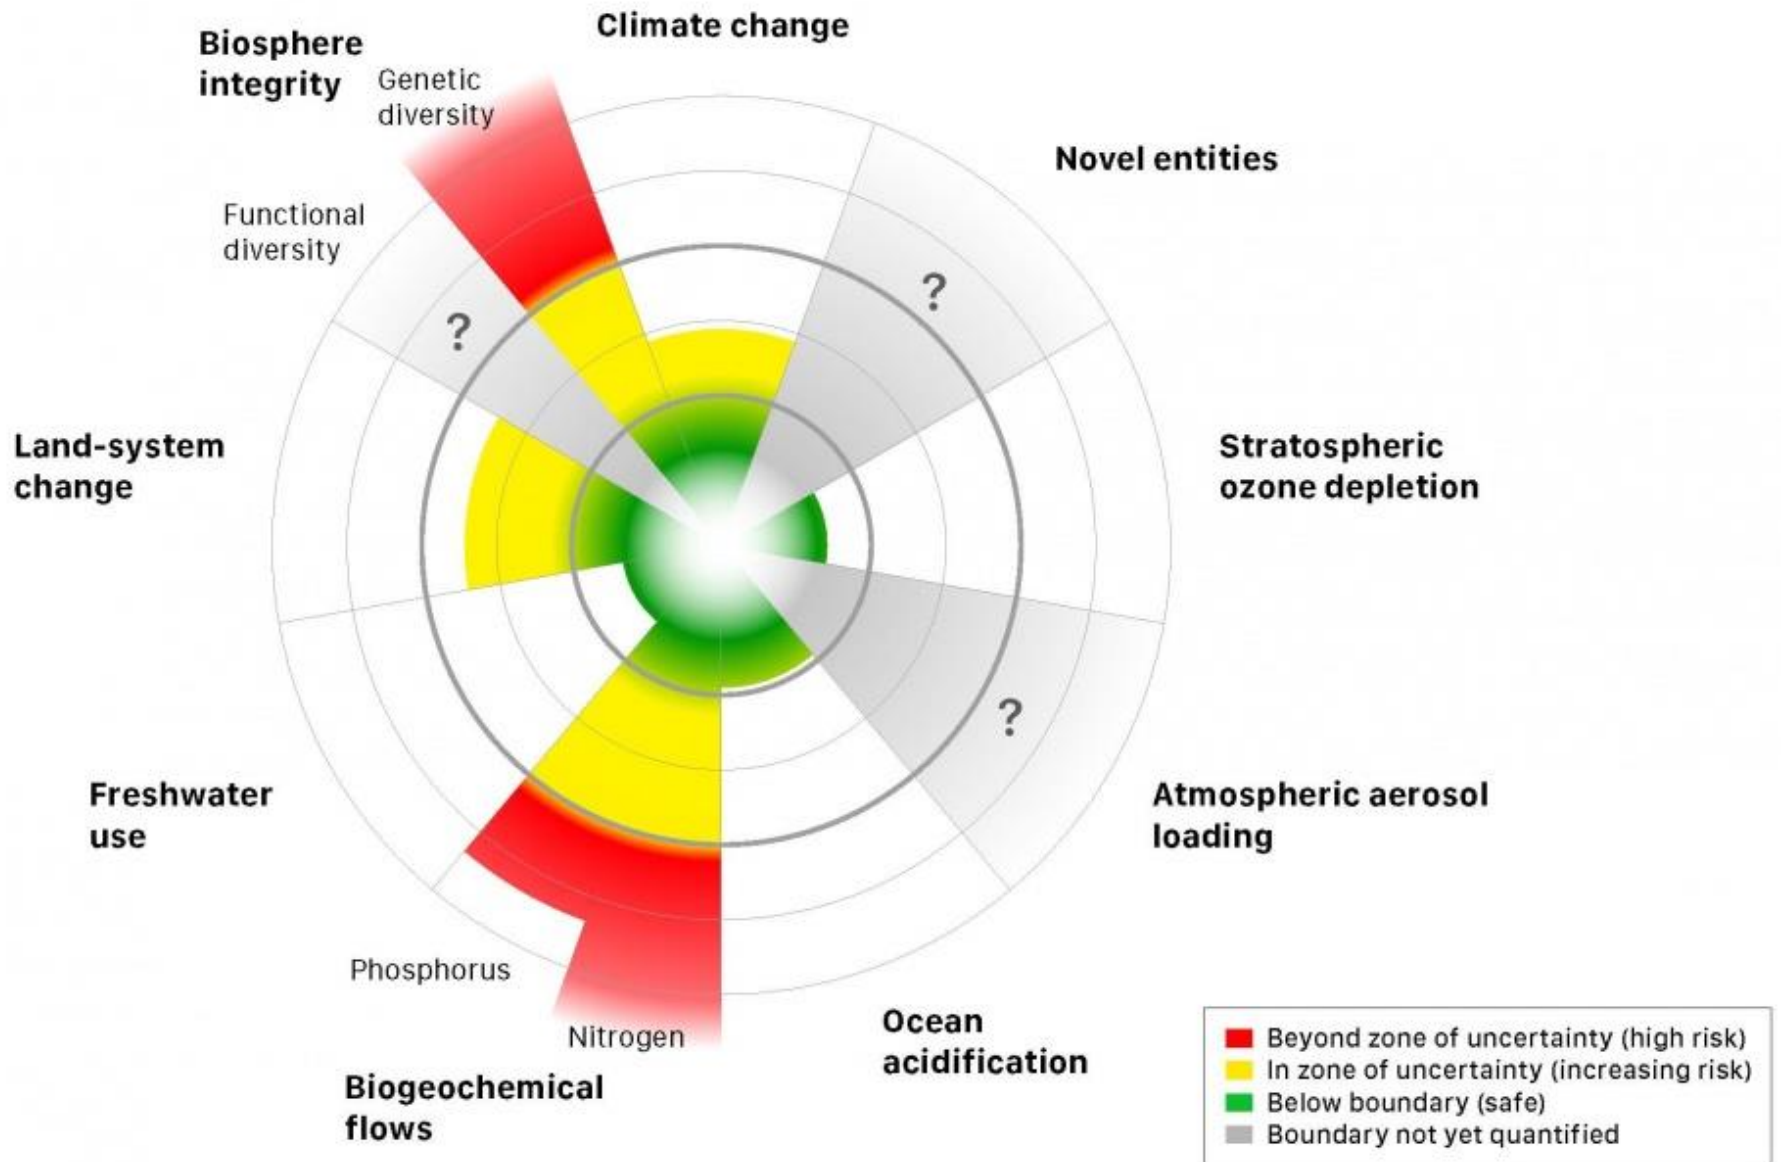 Climate change
Biosphere
integrity
Genetic
diversity
Novel entities
Functional
diversity
?
?
Land-system
change
Stratospheric
ozone depletion
?
Freshwater
use
Atmospheric aerosol
loading
Phosphorus
Nitrogen
Ocean
acidification
Biogeochemical
flows
Beyond zone of uncertainty (high risk)
In zone of uncertainty (increasing risk)
Below boundary (safe)
Boundary not yet quantified